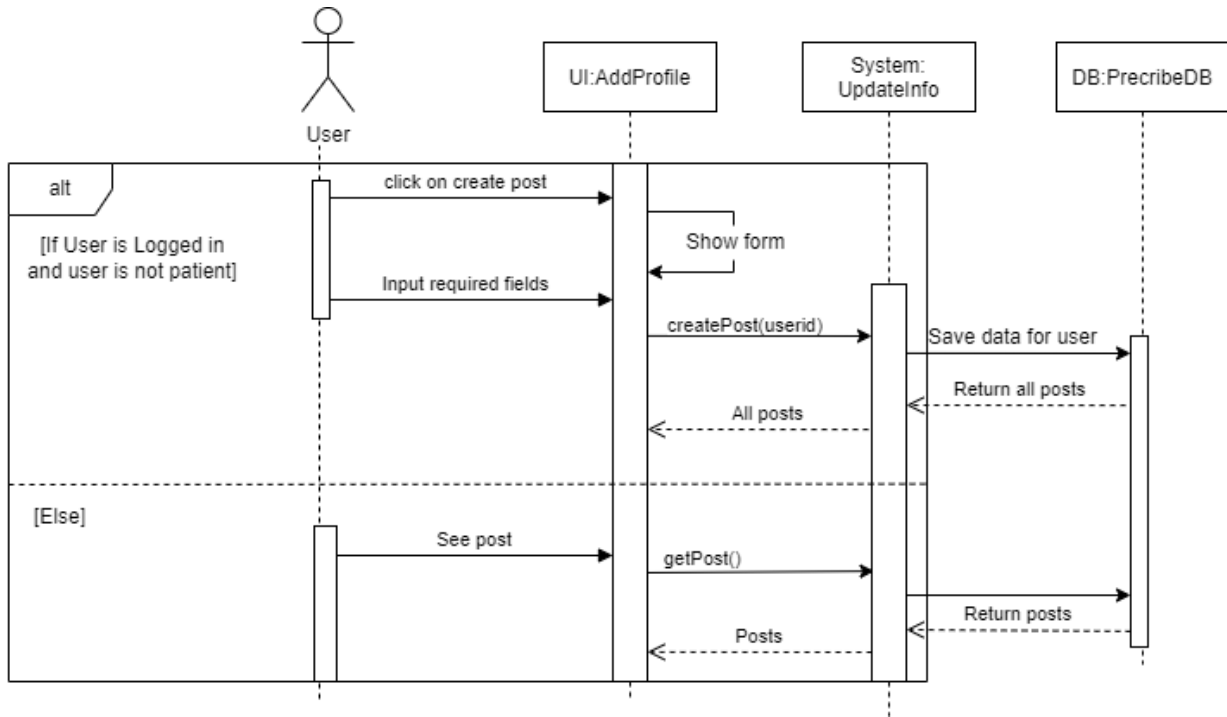 User
UI:AddProfile
System:
UpdateInfo
DB:PrecribeDB
alt
[If User is Logged in
and user is not patient]
click on create post
Show form
Input required fields
createPost(userid)
Save data for user
Return all posts
All posts
[Else]
See post
getPost()
Return posts
Posts